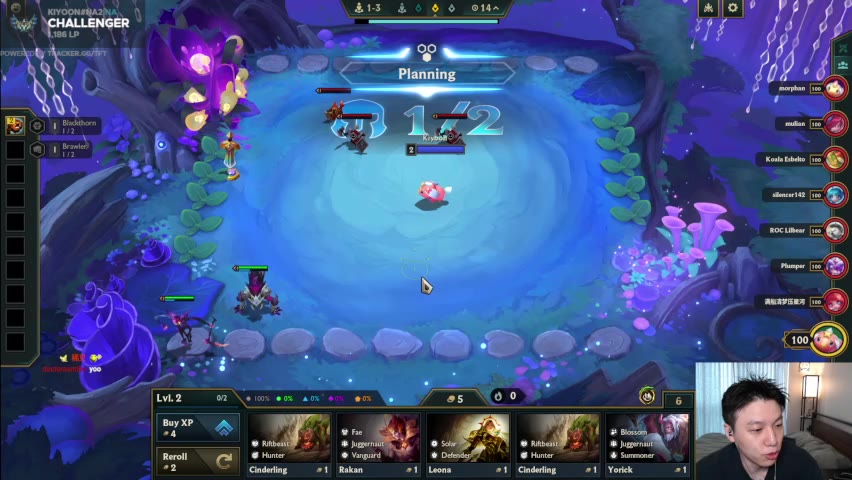 KIYOON#NA2 NA
CHALLENGER
1,186 LP
POWERED BY TRACKER.GG/TFT
1-3
14
Planning
1/2
Kiyoon
2
Blackthorn
1 / 2
Brawler
1 / 2
1
1
morphan 100
mulian 100
Koala Esbelto 100
silencer142 100
ROC Lilbear 100
Plumper 100
100
100
yoo
Lvl. 2
0/2
100%
0%
0%
0%
0%
5
0
6
Buy XP
4
Reroll
2
Riftbeast
Hunter
Cinderling 1
Fae
Juggernaut
Vanguard
Rakan 1
Solar
Defender
Leona 1
Riftbeast
Hunter
Cinderling 1
Blossom
Juggernaut
Summoner
Yorick 1